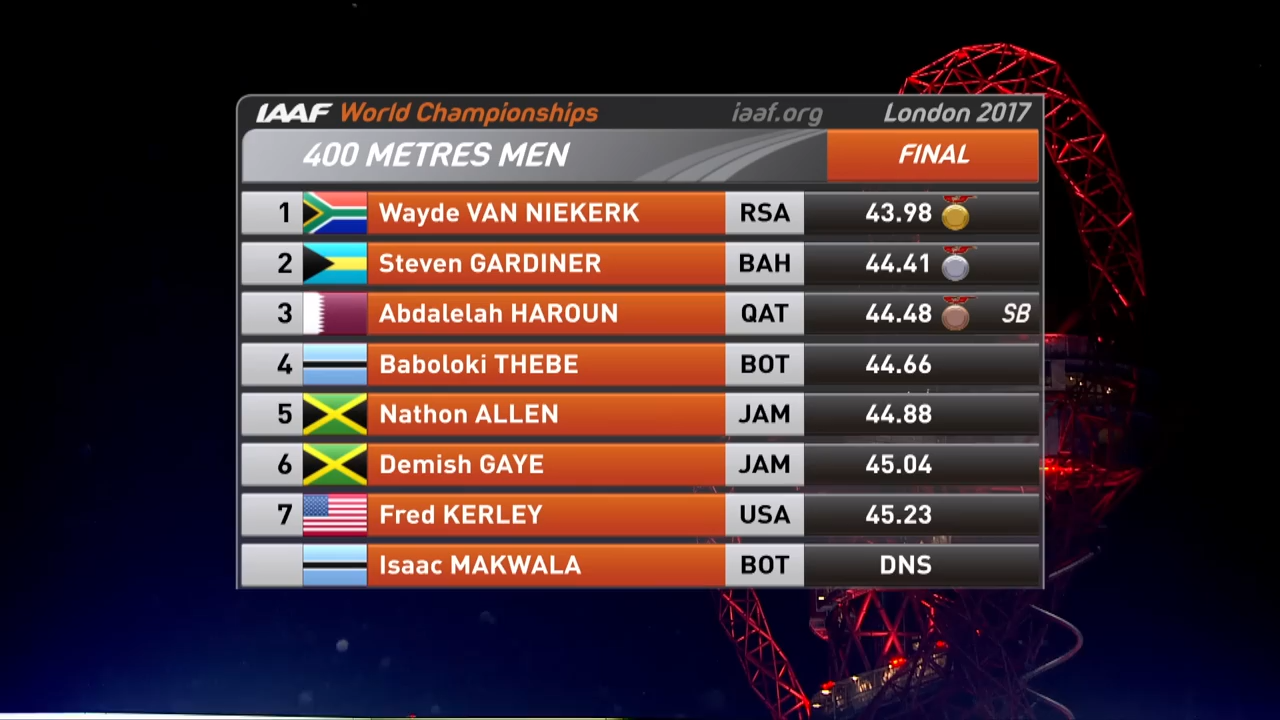 IAAF World Championships iaaf.org London 2017
400 METRES MEN FINAL
1 Wayde VAN NIEKERK RSA 43.98
2 Steven GARDINER BAH 44.41
3 Abdalelah HAROUN QAT 44.48 SB
4 Baboloki THEBE BOT 44.66
5 Nathon ALLEN JAM 44.88
6 Demish GAYE JAM 45.04
7 Fred KERLEY USA 45.23
Isaac MAKWALA BOT DNS